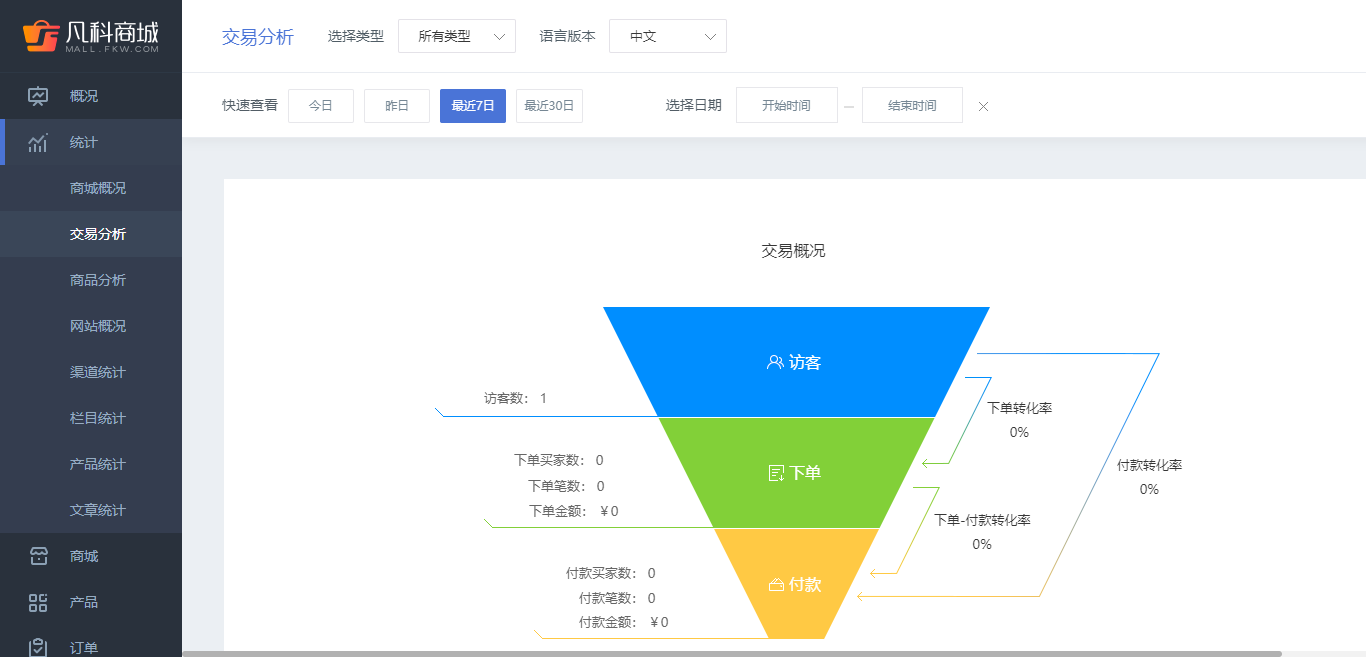 凡科商城
MALL.FKW.COM
概况
统计
商城概况
交易分析
商品分析
网站概况
渠道统计
栏目统计
产品统计
文章统计
商城
产品
订单
交易分析 选择类型 所有类型 语言版本 中文
快速查看 今日 昨日 最近7日 最近30日 选择日期 开始时间 — 结束时间
交易概况
访客
访客数： 1
下单转化率
0%
下单买家数： 0
下单笔数： 0
下单金额： ￥0
下单
付款转化率
0%
下单-付款转化率
0%
付款买家数： 0
付款笔数： 0
付款金额： ￥0
付款